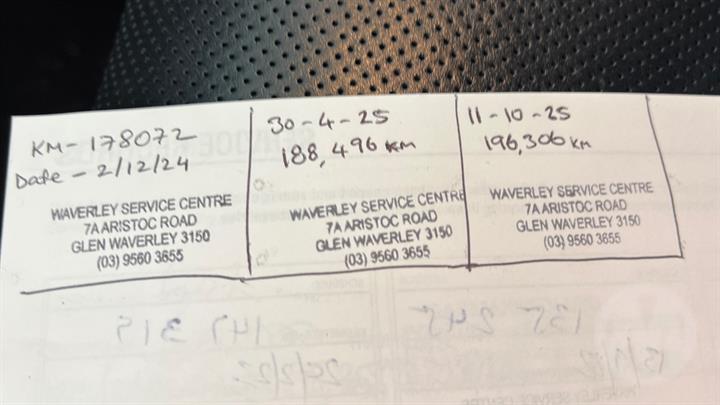 KM- 178072
Date - 2/12/24
WAVERLEY SERVICE CENTRE
7A ARISTOC ROAD
GLEN WAVERLEY 3150
(03) 9560 3655
30-4-25
188,496 KM
WAVERLEY SERVICE CENTRE
7A ARISTOC ROAD
GLEN WAVERLEY 3150
(03) 9560 3655
11-10-25
196,306 KM
WAVERLEY SERVICE CENTRE
7A ARISTOC ROAD
GLEN WAVERLEY 3150
(03) 9560 3655